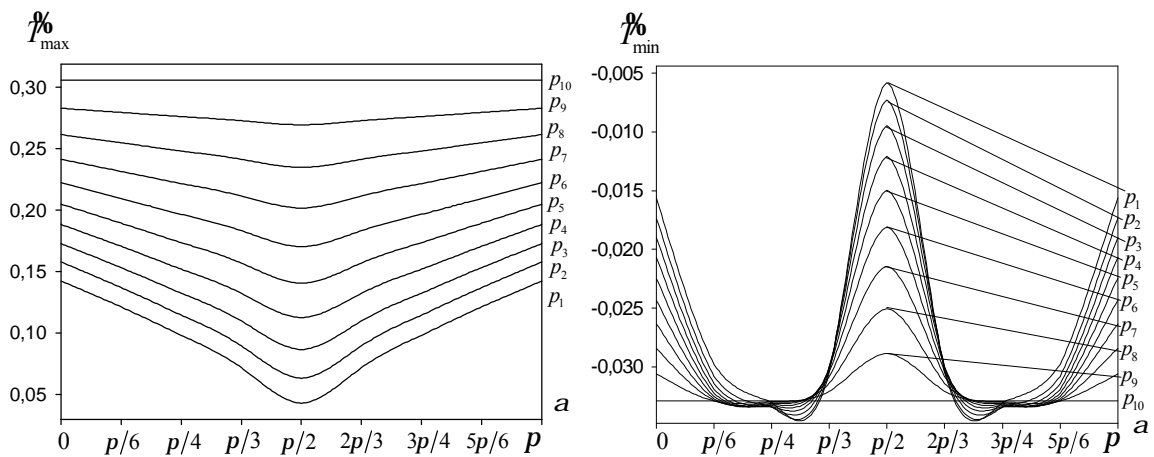 T%max
0,30
0,25
0,20
0,15
0,10
0,05
p10
p9
p8
p7
p6
p5
p4
p3
p2
p1
a
0 p/6 p/4 p/3 p/2 2p/3 3p/4 5p/6 p
T%min
-0,005
-0,010
-0,015
-0,020
-0,025
-0,030
p1
p2
p3
p4
p5
p6
p7
p8
p9
p10
a
0 p/6 p/4 p/3 p/2 2p/3 3p/4 5p/6 p